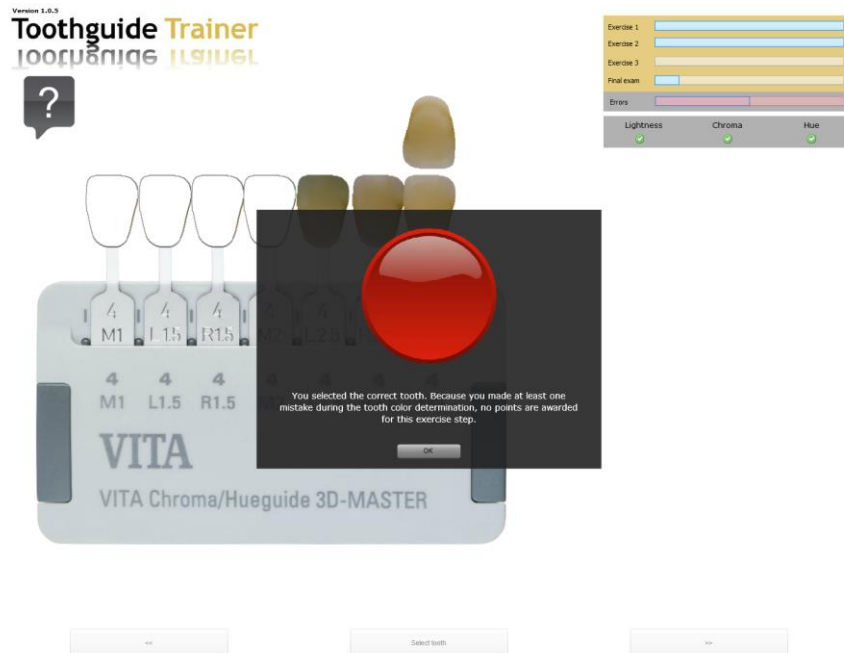 Version 1.0.5
Toothguide Trainer
Exercise 1
Exercise 2
Exercise 3
Final exam
Errors
Lightness Chroma Hue
?
4 4 4
M1 L1.5 R1.5 M2 L2.5
4 4 4
M1 L1.5 R1.5
You selected the correct tooth. Because you made at least one
mistake during the tooth color determination, no points are awarded
for this exercise step.
OK
VITA
VITA Chroma/Hueguide 3D-MASTER
<< Select tooth >>